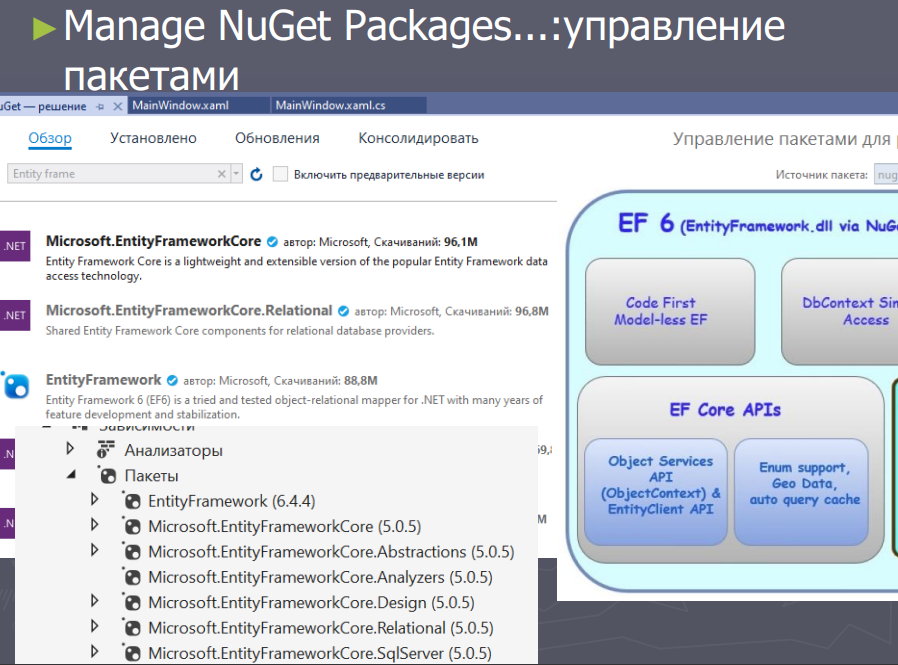 Manage NuGet Packages...:управление
пакетами
uGet — решение
MainWindow.xaml
MainWindow.xaml.cs
Обзор
Установлено
Обновления
Консолидировать
Управление пакетами для
Entity frame
Включить предварительные версии
Источник пакета:
nug
.NET
Microsoft.EntityFrameworkCore автор: Microsoft, Скачиваний: 96,1M
Entity Framework Core is a lightweight and extensible version of the popular Entity Framework data
access technology.
.NET
Microsoft.EntityFrameworkCore.Relational автор: Microsoft, Скачиваний: 96,8M
Shared Entity Framework Core components for relational database providers.
EntityFramework автор: Microsoft, Скачиваний: 88,8M
Entity Framework 6 (EF6) is a tried and tested object-relational mapper for .NET with many years of
feature development and stabilization.
Зависимости
Анализаторы
Пакеты
EntityFramework (6.4.4)
Microsoft.EntityFrameworkCore (5.0.5)
Microsoft.EntityFrameworkCore.Abstractions (5.0.5)
Microsoft.EntityFrameworkCore.Analyzers (5.0.5)
Microsoft.EntityFrameworkCore.Design (5.0.5)
Microsoft.EntityFrameworkCore.Relational (5.0.5)
Microsoft.EntityFrameworkCore.SqlServer (5.0.5)
EF 6 (EntityFramework.dll via NuGe
Code First
Model-less EF
DbContext Sim
Access
EF Core APIs
Object Services
API
(ObjectContext) &
EntityClient API
Enum support,
Geo Data,
auto query cache